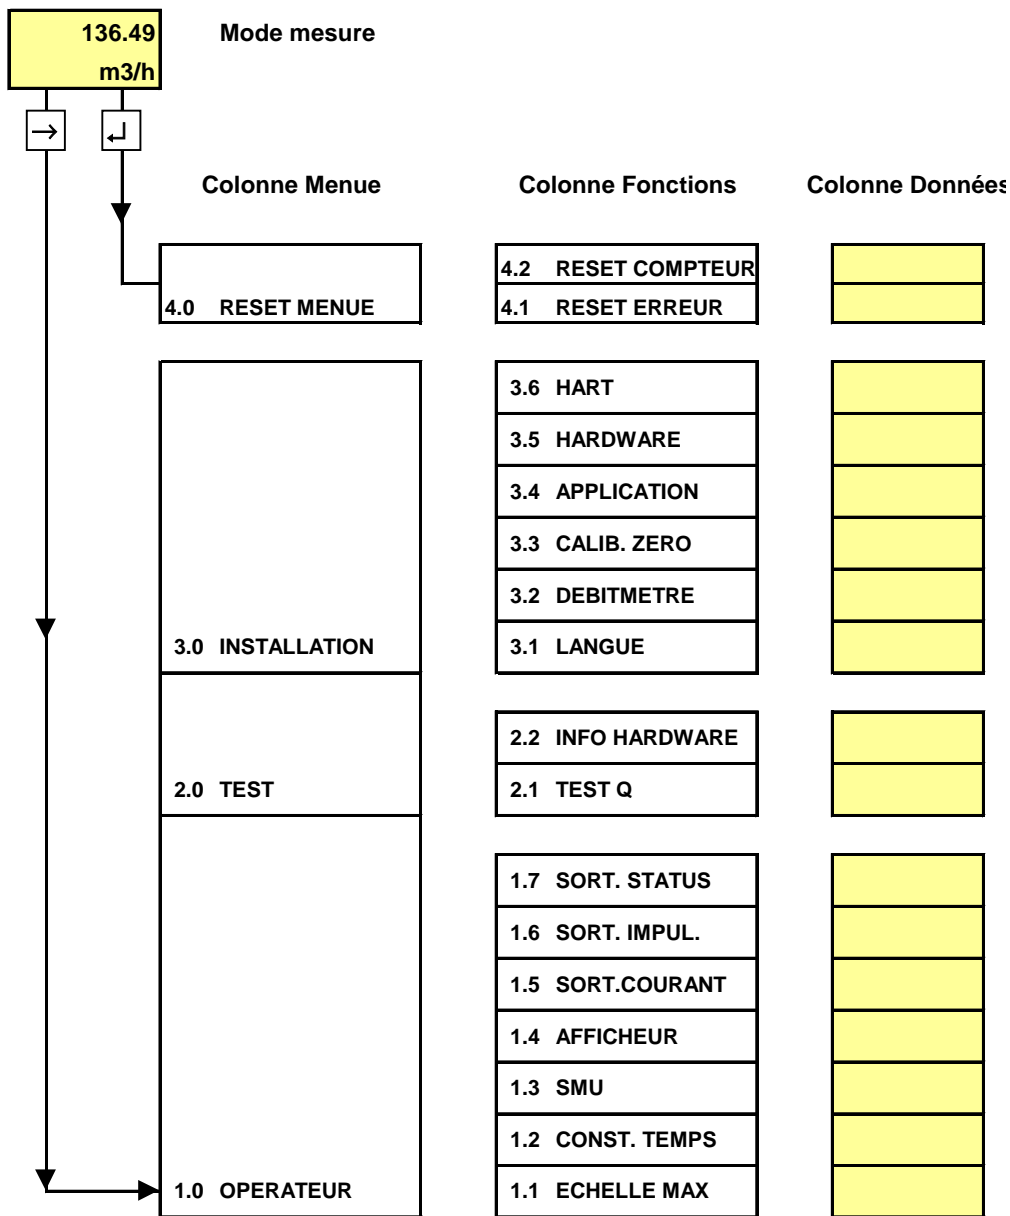 136.49
m3/h
Mode mesure
Colonne Menue
Colonne Fonctions
Colonne Données
4.2 RESET COMPTEUR
4.0 RESET MENUE
4.1 RESET ERREUR
3.6 HART
3.5 HARDWARE
3.4 APPLICATION
3.3 CALIB. ZERO
3.2 DEBITMETRE
3.0 INSTALLATION
3.1 LANGUE
2.2 INFO HARDWARE
2.0 TEST
2.1 TEST Q
1.7 SORT. STATUS
1.6 SORT. IMPUL.
1.5 SORT.COURANT
1.4 AFFICHEUR
1.3 SMU
1.2 CONST. TEMPS
1.0 OPERATEUR
1.1 ECHELLE MAX